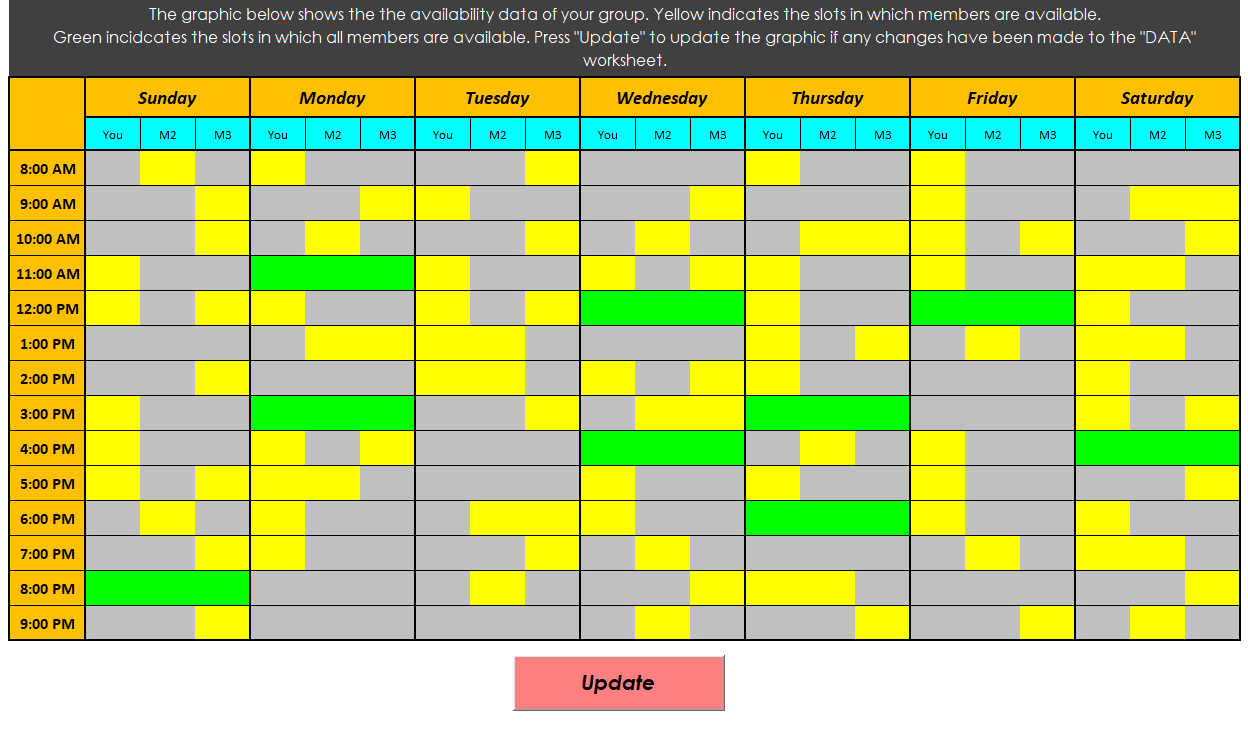 The graphic below shows the the availability data of your group. Yellow indicates the slots in which members are available.
Green incidcates the slots in which all members are available. Press "Update" to update the graphic if any changes have been made to the "DATA"
worksheet.
Sunday Monday Tuesday Wednesday Thursday Friday Saturday
You M2 M3 You M2 M3 You M2 M3 You M2 M3 You M2 M3 You M2 M3 You M2 M3
8:00 AM
9:00 AM
10:00 AM
11:00 AM
12:00 PM
1:00 PM
2:00 PM
3:00 PM
4:00 PM
5:00 PM
6:00 PM
7:00 PM
8:00 PM
9:00 PM
Update